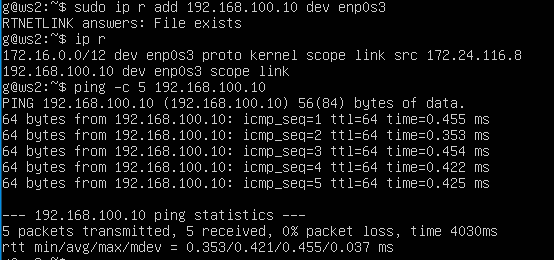 g@ws2:~$ sudo ip r add 192.168.100.10 dev enp0s3
RTNETLINK answers: File exists
g@ws2:~$ ip r
172.16.0.0/12 dev enp0s3 proto kernel scope link src 172.24.116.8
192.168.100.10 dev enp0s3 scope link
g@ws2:~$ ping -c 5 192.168.100.10
PING 192.168.100.10 (192.168.100.10) 56(84) bytes of data.
64 bytes from 192.168.100.10: icmp_seq=1 ttl=64 time=0.455 ms
64 bytes from 192.168.100.10: icmp_seq=2 ttl=64 time=0.353 ms
64 bytes from 192.168.100.10: icmp_seq=3 ttl=64 time=0.454 ms
64 bytes from 192.168.100.10: icmp_seq=4 ttl=64 time=0.422 ms
64 bytes from 192.168.100.10: icmp_seq=5 ttl=64 time=0.425 ms
--- 192.168.100.10 ping statistics ---
5 packets transmitted, 5 received, 0% packet loss, time 4030ms
rtt min/avg/max/mdev = 0.353/0.421/0.455/0.037 ms